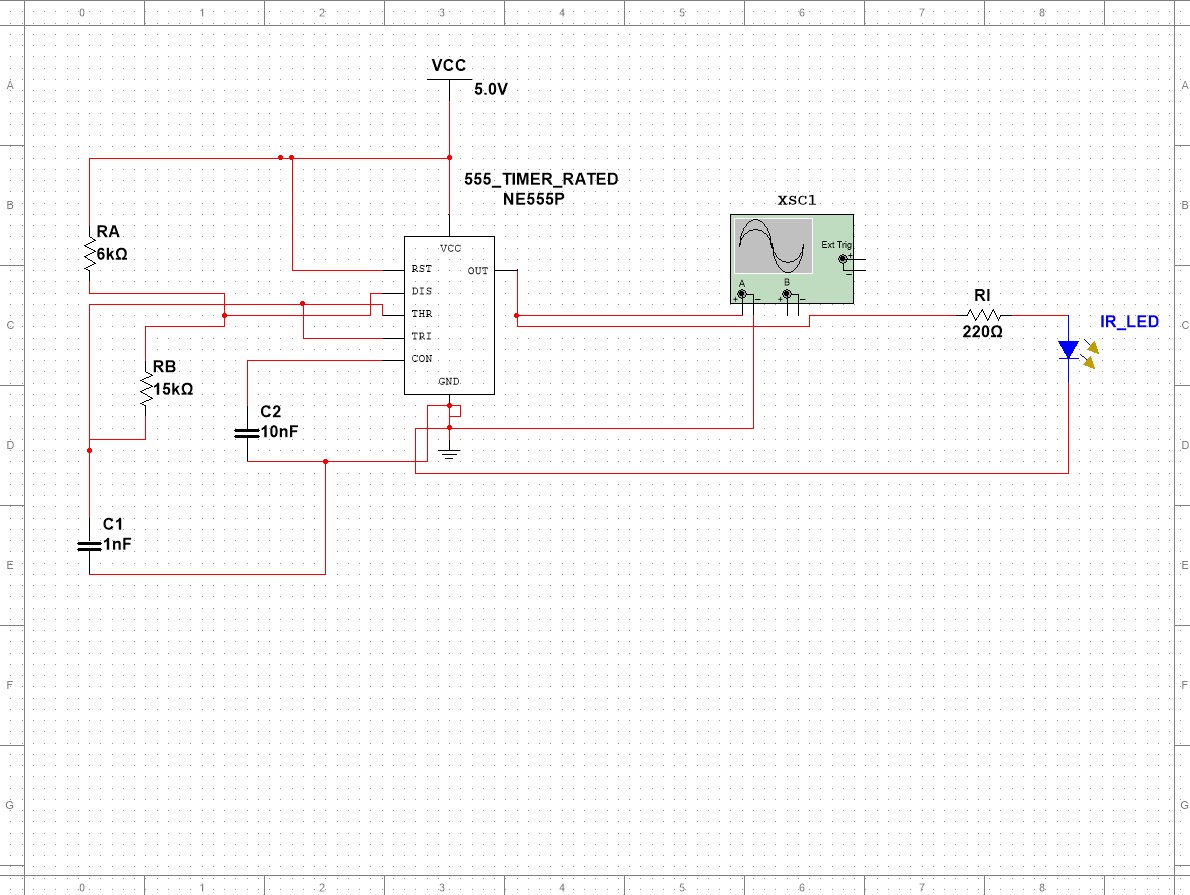 0 1 2 3 4 5 6 7 8
A A
VCC
5.0V
555_TIMER_RATED
NE555P
B B
XSC1
RA
6kΩ
VCC
Ext Trig
+
RST OUT
DIS
A B
+ − + − −
THR
RI
220Ω
IR_LED
C C
TRI
CON
RB
15kΩ
GND
C2
10nF
D D
C1
1nF
E E
F F
G G
0 1 2 3 4 5 6 7 8